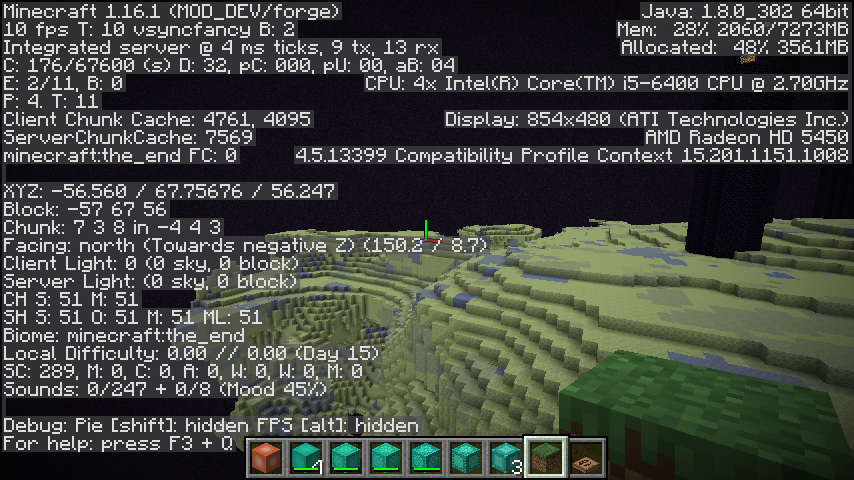 Minecraft 1.16.1 (MOD_DEV/forge)
10 fps T: 10 vsyncfancy B: 2
Integrated server @ 4 ms ticks, 9 tx, 13 rx
C: 176/67600 (s) D: 32, pC: 000, pU: 00, aB: 04
E: 2/11, B: 0
P: 4. T: 11
Client Chunk Cache: 4761, 4095
ServerChunkCache: 7569
minecraft:the_end FC: 0
XYZ: -56.560 / 67.75676 / 56.247
Block: -57 67 56
Chunk: 7 3 8 in -4 4 3
Facing: north (Towards negative Z) (150.2 / 8.7)
Client Light: 0 (0 sky, 0 block)
Server Light: (0 sky, 0 block)
CH S: 51 M: 51
SH S: 51 O: 51 M: 51 ML: 51
Biome: minecraft:the_end
Local Difficulty: 0.00 // 0.00 (Day 15)
SC: 289, M: 0, C: 0, A: 0, W: 0, W: 0, M: 0
Sounds: 0/247 + 0/8 (Mood 45%)
Debug: Pie [shift]: hidden FPS [alt]: hidden
For help: press F3 + Q
Java: 1.8.0_302 64bit
Mem: 28% 2060/7273MB
Allocated: 48% 3561MB
CPU: 4x Intel(R) Core(TM) i5-6400 CPU @ 2.70GHz
Display: 854x480 (ATI Technologies Inc.)
AMD Radeon HD 5450
4.5.13399 Compatibility Profile Context 15.201.1151.1008
4
3